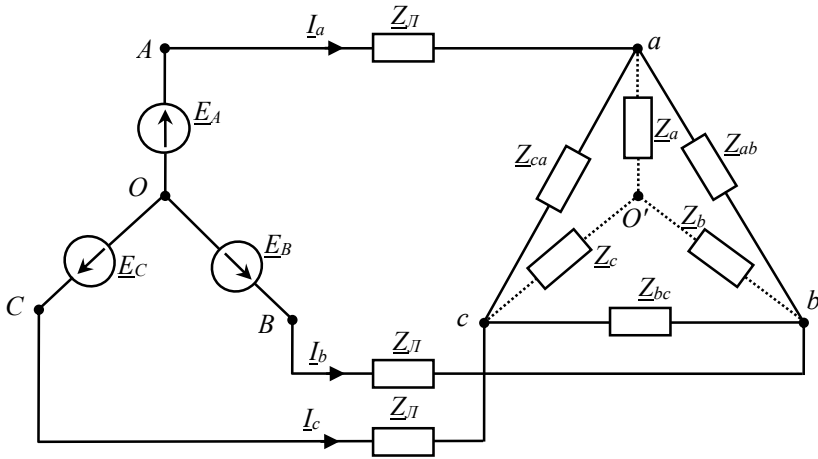 A
I_a
Z_Л
a
E_A
Z_a
Z_ca
Z_ab
O
O'
Z_b
E_C
E_B
Z_c
Z_bc
C
B
c
b
I_b
Z_Л
I_c
Z_Л